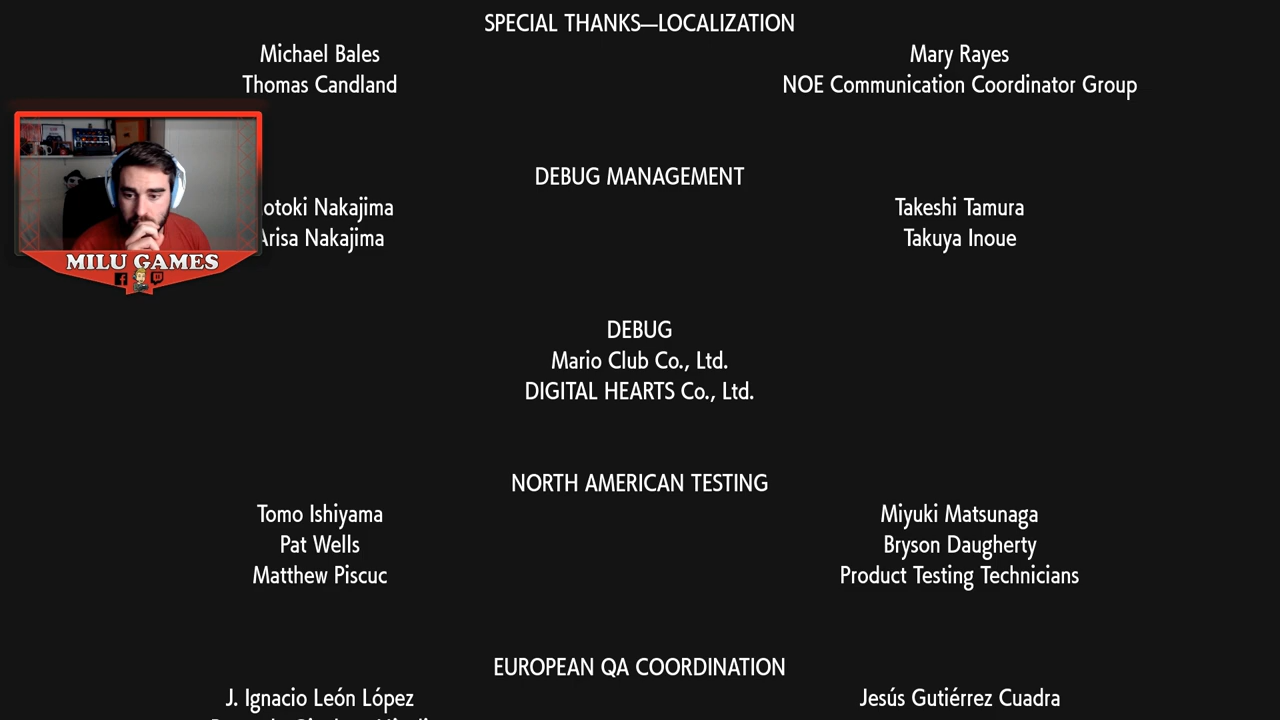 SPECIAL THANKS—LOCALIZATION
Michael Bales
Mary Rayes
Thomas Candland
NOE Communication Coordinator Group
DEBUG MANAGEMENT
Nakajima
Takeshi Tamura
Arisa Nakajima
Takuya Inoue
MILU GAMES
DEBUG
Mario Club Co., Ltd.
DIGITAL HEARTS Co., Ltd.
NORTH AMERICAN TESTING
Tomo Ishiyama
Miyuki Matsunaga
Pat Wells
Bryson Daugherty
Matthew Piscuc
Product Testing Technicians
EUROPEAN QA COORDINATION
J. Ignacio León López
Jesús Gutiérrez Cuadra